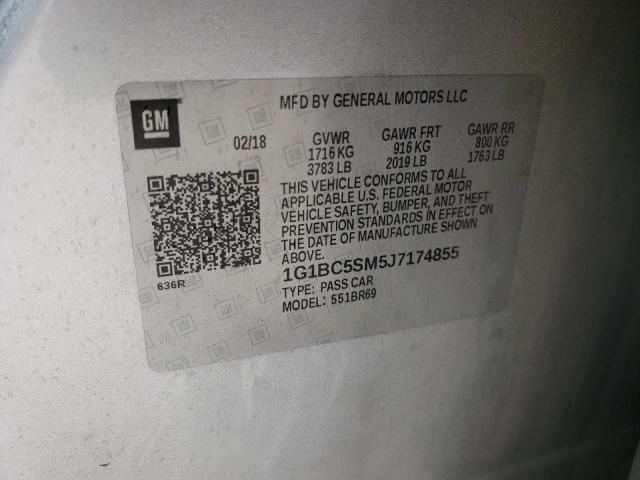 GM
MFD BY GENERAL MOTORS LLC
02/18
GVWR GAWR FRT GAWR RR
1716 KG 916 KG 800 KG
3783 LB 2019 LB 1763 LB
THIS VEHICLE CONFORMS TO ALL
APPLICABLE U.S. FEDERAL MOTOR
VEHICLE SAFETY, BUMPER, AND THEFT
PREVENTION STANDARDS IN EFFECT ON
THE DATE OF MANUFACTURE SHOWN
ABOVE.
1G1BC5SM5J7174855
TYPE: PASS CAR
MODEL: 551BR69
636R